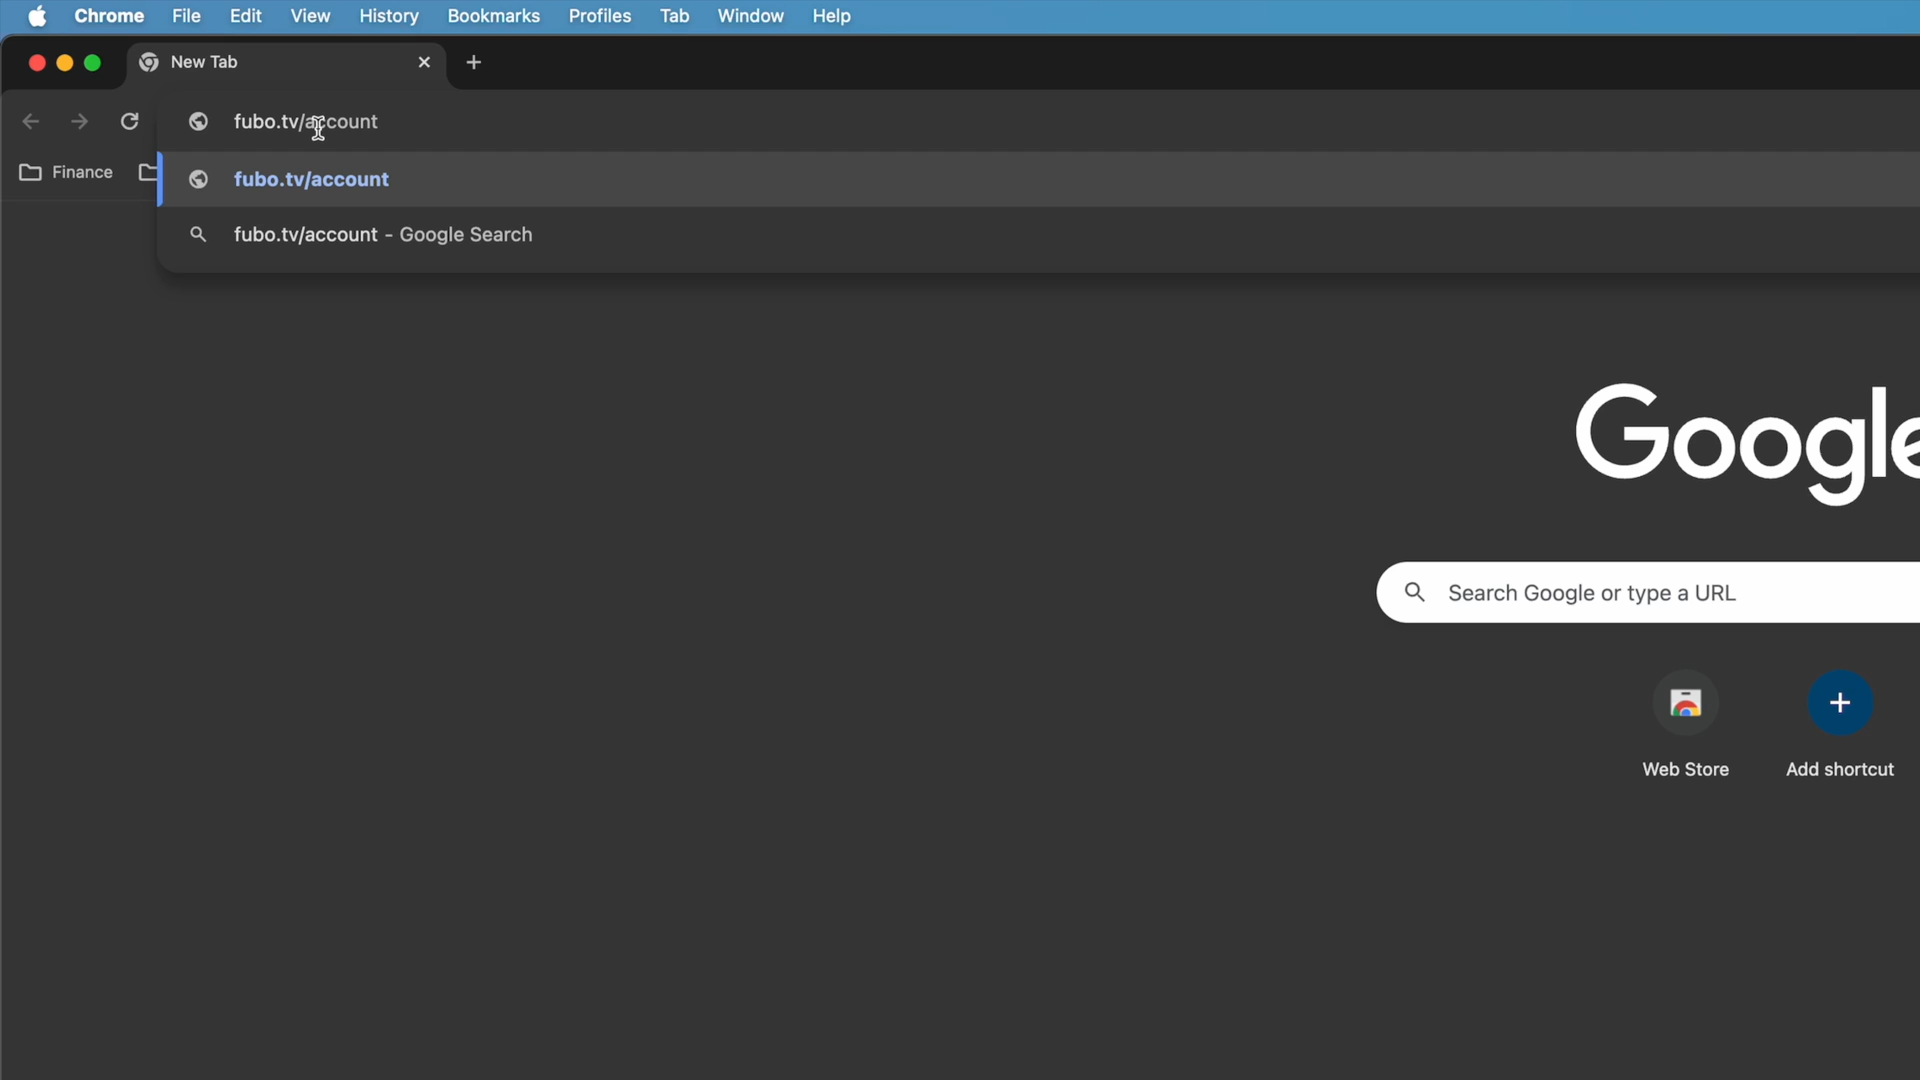 Chrome File Edit View History Bookmarks Profiles Tab Window Help
New Tab
fubo.tv/account
Finance
fubo.tv/account
fubo.tv/account - Google Search
Google
Search Google or type a URL
Web Store
Add shortcut